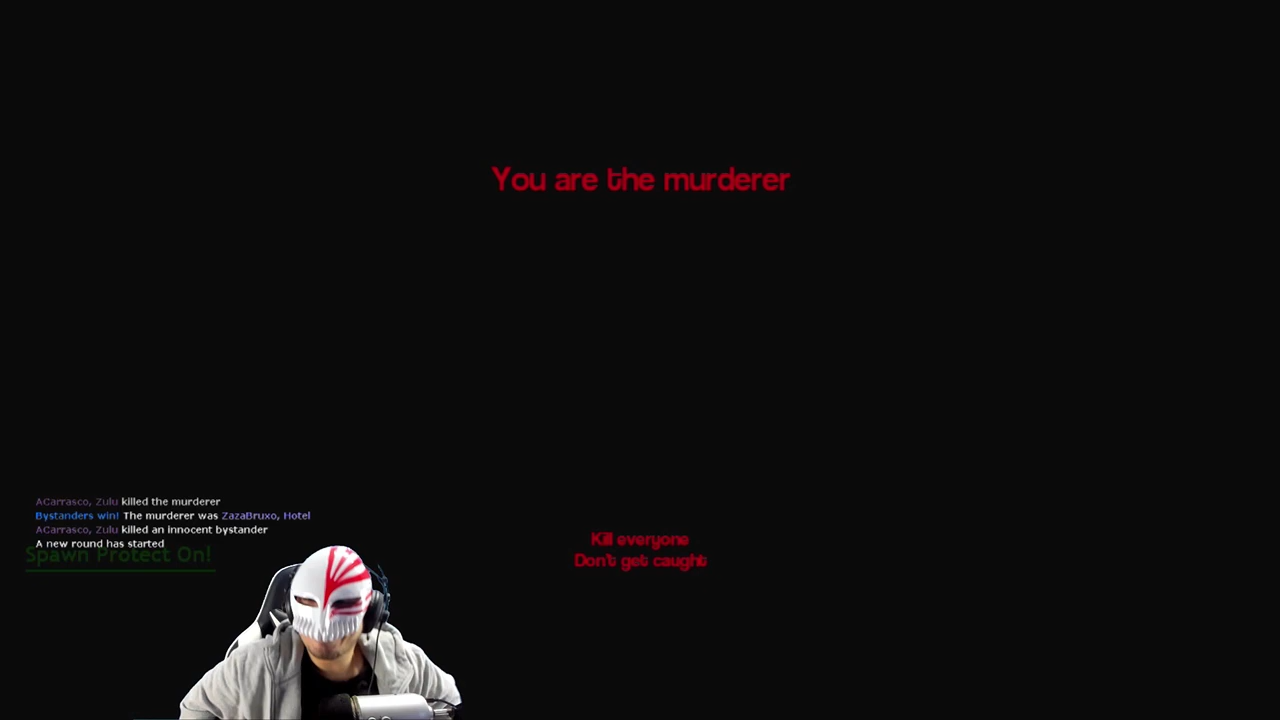 You are the murderer
ACarrasco, Zulu killed the murderer
Bystanders win! The murderer was ZazaBruxo, Hotel
ACarrasco, Zulu killed an innocent bystander
A new round has started
Spawn Protect On!
Kill everyone
Don't get caught